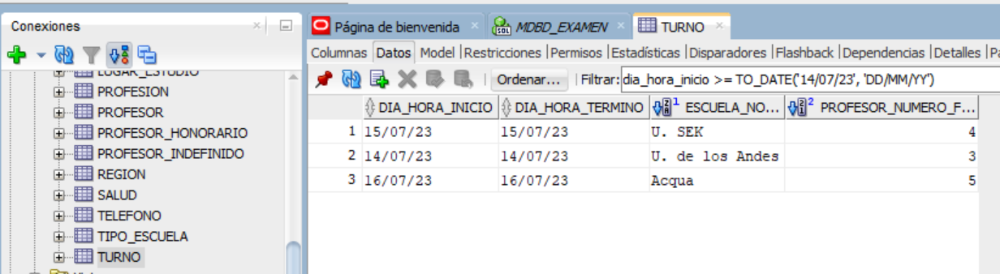 Conexiones
Página de bienvenida
MDBD_EXAMEN
TURNO
Columnas Datos Model |Restricciones |Permisos |Estadísticas |Disparadores |Flashback |Dependencias |Detalles |
Ordenar... |Filtrar: dia_hora_inicio >= TO_DATE('14/07/23', 'DD/MM/YY')
LUGAR_ESTUDIO
PROFESION
PROFESOR
PROFESOR_HONORARIO
PROFESOR_INDEFINIDO
REGION
SALUD
TELEFONO
TIPO_ESCUELA
TURNO
DIA_HORA_INICIO DIA_HORA_TERMINO 1 ESCUELA_NO... 2 PROFESOR_NUMERO_F...
1 15/07/23 15/07/23 U. SEK 4
2 14/07/23 14/07/23 U. de los Andes 3
3 16/07/23 16/07/23 Acqua 5